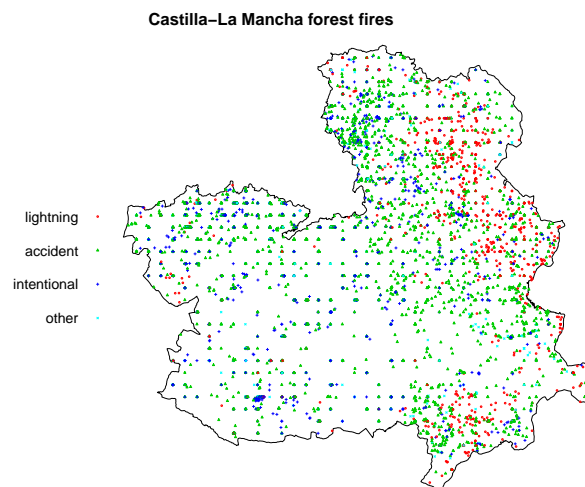 Castilla−La Mancha forest fires
lightning
accident
intentional
other